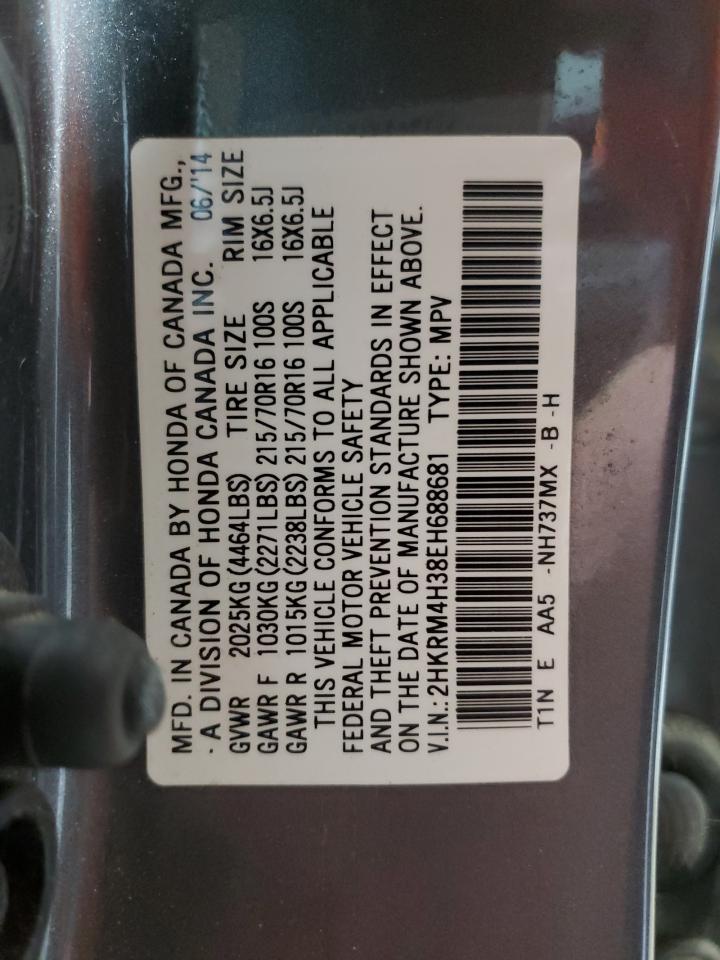 MFD. IN CANADA BY HONDA OF CANADA MFG.,
- A DIVISION OF HONDA CANADA INC. 06/'14
GVWR 2025KG (4464LBS) TIRE SIZE RIM SIZE
GAWR F 1030KG (2271LBS) 215/70R16 100S 16X6.5J
GAWR R 1015KG (2238LBS) 215/70R16 100S 16X6.5J
THIS VEHICLE CONFORMS TO ALL APPLICABLE
FEDERAL MOTOR VEHICLE SAFETY
AND THEFT PREVENTION STANDARDS IN EFFECT
ON THE DATE OF MANUFACTURE SHOWN ABOVE.
V.I.N.: 2HKRM4H38EH688681 TYPE: MPV
T1N E AA5 -NH737MX -B -H